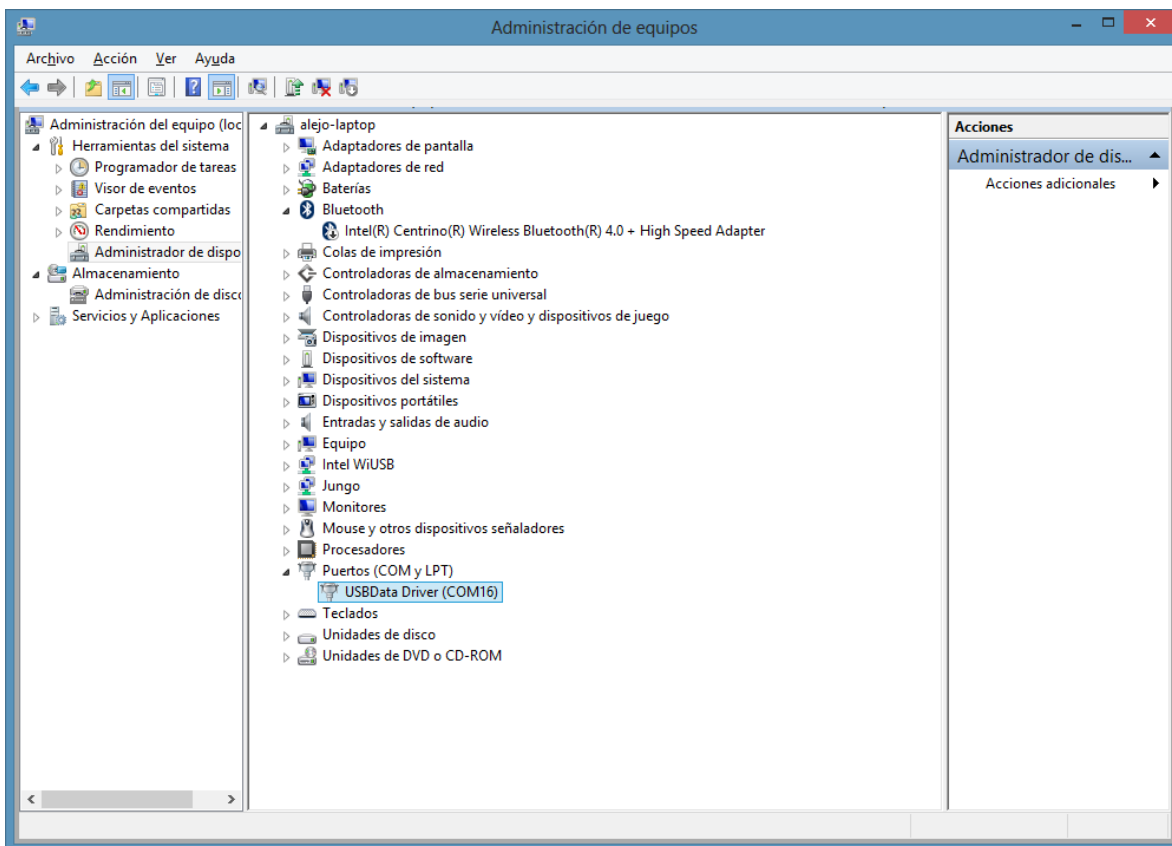 Administración de equipos
Archivo Acción Ver Ayuda
Administración del equipo (loc
Herramientas del sistema
Programador de tareas
Visor de eventos
Carpetas compartidas
Rendimiento
Administrador de dispo
Almacenamiento
Administración de disco
Servicios y Aplicaciones
alejo-laptop
Adaptadores de pantalla
Adaptadores de red
Baterías
Bluetooth
Intel(R) Centrino(R) Wireless Bluetooth(R) 4.0 + High Speed Adapter
Colas de impresión
Controladoras de almacenamiento
Controladoras de bus serie universal
Controladoras de sonido y vídeo y dispositivos de juego
Dispositivos de imagen
Dispositivos de software
Dispositivos del sistema
Dispositivos portátiles
Entradas y salidas de audio
Equipo
Intel WiUSB
Jungo
Monitores
Mouse y otros dispositivos señaladores
Procesadores
Puertos (COM y LPT)
USBData Driver (COM16)
Teclados
Unidades de disco
Unidades de DVD o CD-ROM
Acciones
Administrador de dis...
Acciones adicionales